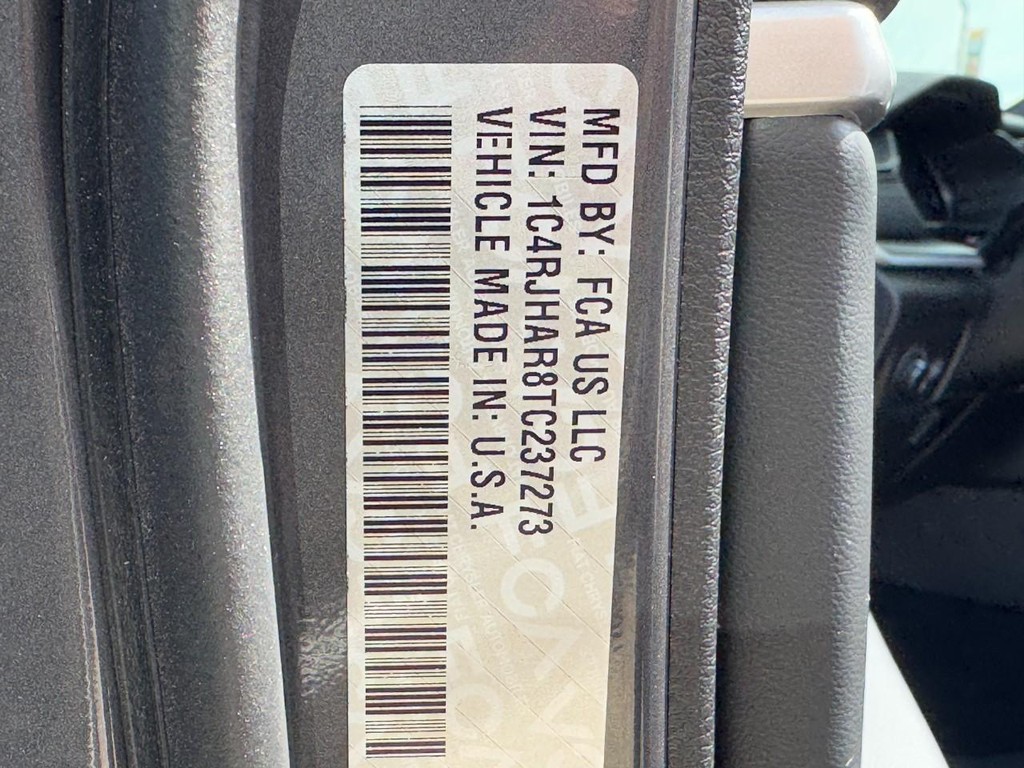 MFD BY: FCA US LLC
VIN: 1C4RJHAR8TC237273
VEHICLE MADE IN: U.S.A.